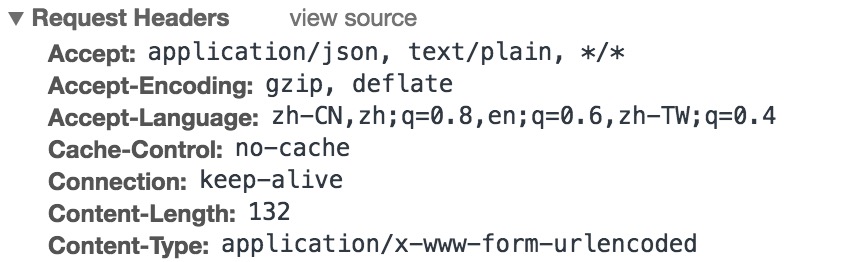 ▼ Request Headers view source
Accept: application/json, text/plain, */*
Accept-Encoding: gzip, deflate
Accept-Language: zh-CN,zh;q=0.8,en;q=0.6,zh-TW;q=0.4
Cache-Control: no-cache
Connection: keep-alive
Content-Length: 132
Content-Type: application/x-www-form-urlencoded